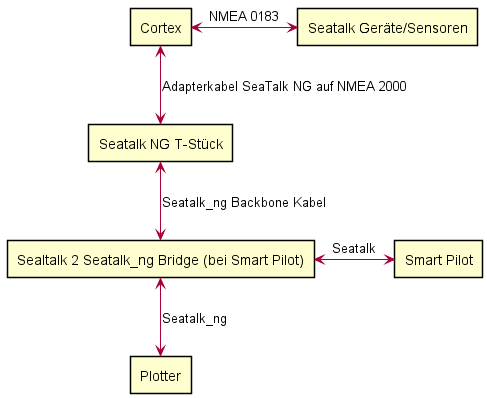 Cortex
NMEA 0183
Seatalk Geräte/Sensoren
Adapterkabel SeaTalk NG auf NMEA 2000
Seatalk NG T-Stück
Seatalk_ng Backbone Kabel
Sealtalk 2 Seatalk_ng Bridge (bei Smart Pilot)
Seatalk
Smart Pilot
Seatalk_ng
Plotter